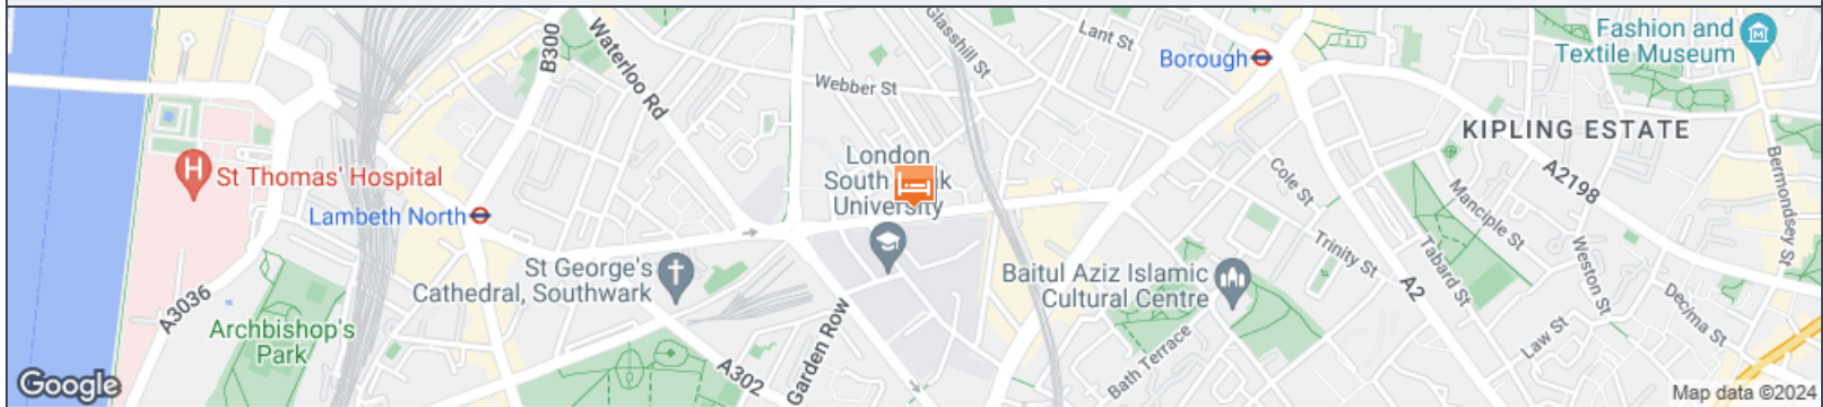 Glasshill St
Lant St
Fashion and
Textile Museum
Waterloo Rd
B300
Borough
Webber St
KIPLING ESTATE
H
St Thomas' Hospital
London
South
University
A2198
Bermondsey St
Cole St
Manciple St
Lambeth North
Trinity St
Tabard St
Weston St
St George's
Cathedral, Southwark
Baitul Aziz Islamic
Cultural Centre
A2
Decima St
A3036
Archbishop's
Park
Garden Row
Law St
A302
Bath Terrace
Google
Map data ©2024